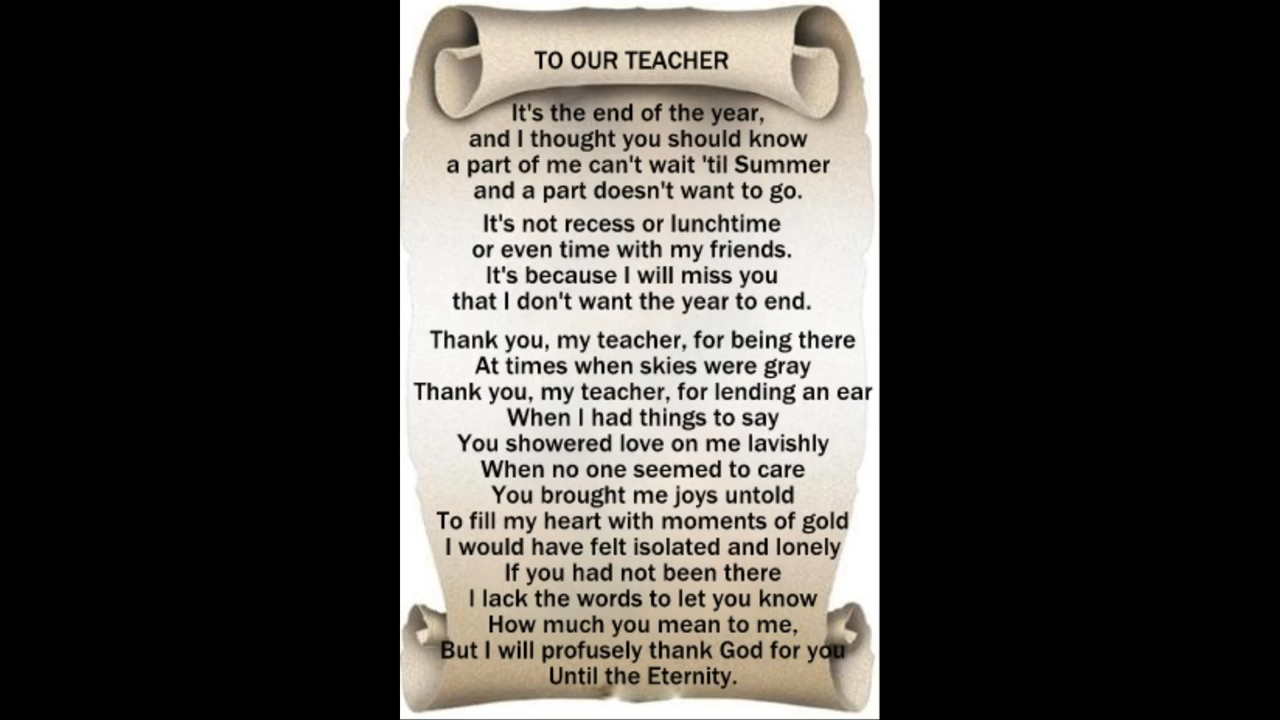 TO OUR TEACHER
It's the end of the year,
and I thought you should know
a part of me can't wait 'til Summer
and a part doesn't want to go.
It's not recess or lunchtime
or even time with my friends.
It's because I will miss you
that I don't want the year to end.
Thank you, my teacher, for being there
At times when skies were gray
Thank you, my teacher, for lending an ear
When I had things to say
You showered love on me lavishly
When no one seemed to care
You brought me joys untold
To fill my heart with moments of gold
I would have felt isolated and lonely
If you had not been there
I lack the words to let you know
How much you mean to me,
But I will profusely thank God for you
Until the Eternity.